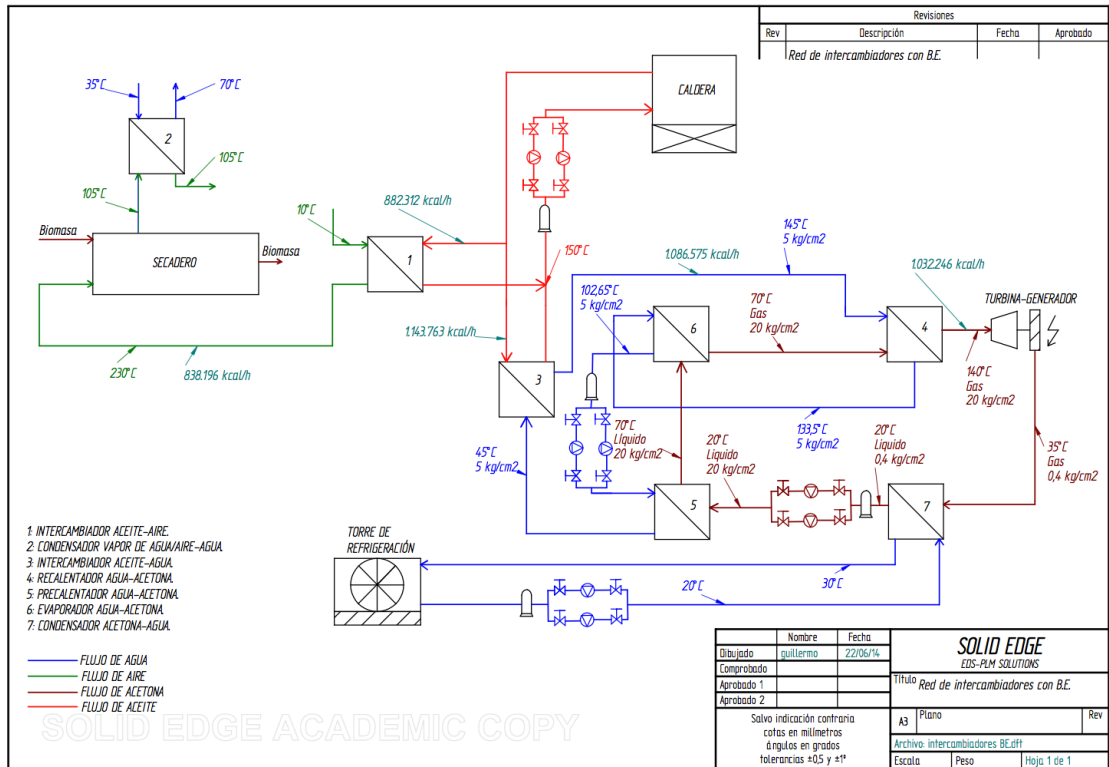 Revisiones
Rev Descripción Fecha Aprobado
Red de intercambiadores con B.E.
35°C
70°C
2
105°C
105°C
Biomasa
SECADERO
Biomasa
230°C
838.196 kcal/h
10°C
882.312 kcal/h
1
150°C
CALDERA
1.143.763 kcal/h
3
45°C
5 kg/cm2
1.086.575 kcal/h
145°C
5 kg/cm2
102,65°C
5 kg/cm2
6
70°C
Gas
20 kg/cm2
4
1.032.246 kcal/h
TURBINA-GENERADOR
140°C
Gas
20 kg/cm2
133,5°C
5 kg/cm2
70°C
Líquido
20 kg/cm2
20°C
Líquido
20 kg/cm2
20°C
Líquido
0,4 kg/cm2
35°C
Gas
0,4 kg/cm2
5
7
TORRE DE
REFRIGERACIÓN
30°C
20°C
1: INTERCAMBIADOR ACEITE-AIRE.
2: CONDENSADOR VAPOR DE AGUA/AIRE-AGUA.
3: INTERCAMBIADOR ACEITE-AGUA.
4: RECALENTADOR AGUA-ACETONA.
5: PRECALENTADOR AGUA-ACETONA.
6: EVAPORADOR AGUA-ACETONA.
7: CONDENSADOR ACETONA-AGUA.
FLUJO DE AGUA
FLUJO DE AIRE
FLUJO DE ACETONA
FLUJO DE ACEITE
SOLID EDGE ACADEMIC COPY
Nombre Fecha
Dibujado guillermo 22/06/14
Comprobado
Aprobado 1
Aprobado 2
Salvo indicación contraria
cotas en milímetros
ángulos en grados
tolerancias ±0,5 y ±1°
SOLID EDGE
EDS-PLM SOLUTIONS
Título Red de intercambiadores con B.E.
A3 Plano Rev
Archivo: intercambiadores BE.dft
Escala Peso Hoja 1 de 1